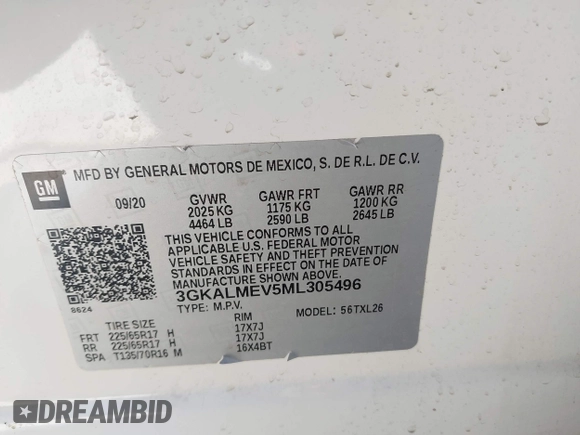 GM
MFD BY GENERAL MOTORS DE MEXICO, S. DE R.L. DE C.V.
09/20
GVWR GAWR FRT GAWR RR
2025 KG 1175 KG 1200 KG
4464 LB 2590 LB 2645 LB
THIS VEHICLE CONFORMS TO ALL
APPLICABLE U.S. FEDERAL MOTOR
VEHICLE SAFETY AND THEFT PREVENTION
STANDARDS IN EFFECT ON THE DATE OF
MANUFACTURE SHOWN ABOVE.
8624
3GKALMEV5ML305496
TYPE: M.P.V. MODEL: 56TXL26
TIRE SIZE RIM
FRT 225/65R17 H 17X7J
RR 225/65R17 H 17X7J
SPA T135/70R16 M 16X4BT
DREAMBID